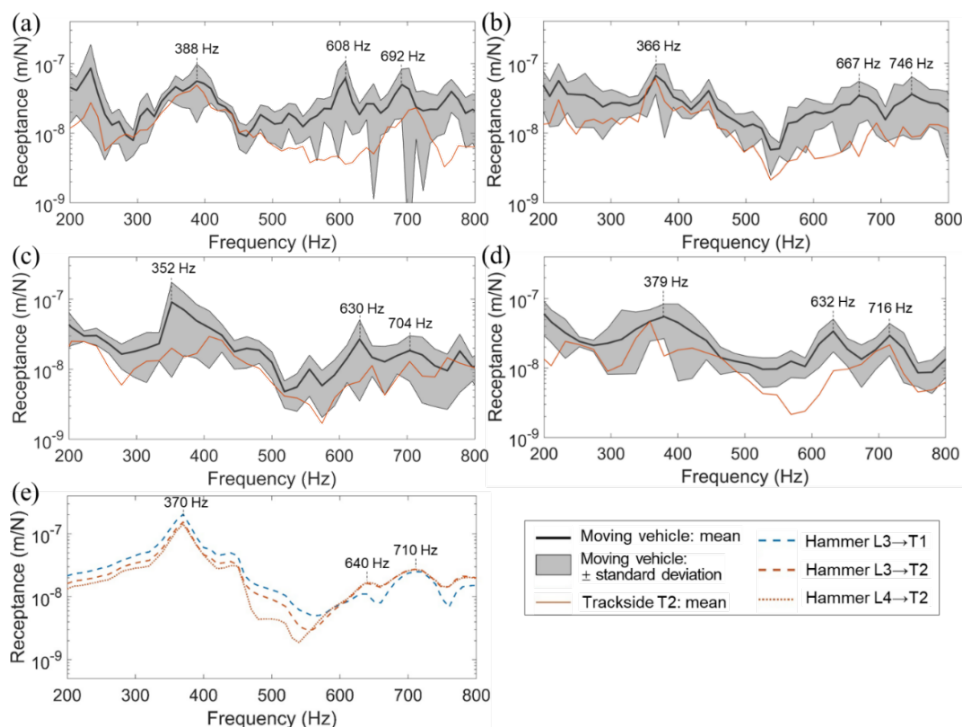 (a)
Receptance (m/N)
10⁻⁷
10⁻⁸
10⁻⁹
388 Hz
608 Hz
692 Hz
200 300 400 500 600 700 800
Frequency (Hz)
(b)
Receptance (m/N)
10⁻⁷
10⁻⁸
10⁻⁹
366 Hz
667 Hz
746 Hz
200 300 400 500 600 700 800
Frequency (Hz)
(c)
Receptance (m/N)
10⁻⁷
10⁻⁸
10⁻⁹
352 Hz
630 Hz
704 Hz
200 300 400 500 600 700 800
Frequency (Hz)
(d)
Receptance (m/N)
10⁻⁷
10⁻⁸
10⁻⁹
379 Hz
632 Hz
716 Hz
200 300 400 500 600 700 800
Frequency (Hz)
(e)
Receptance (m/N)
10⁻⁷
10⁻⁸
10⁻⁹
370 Hz
640 Hz
710 Hz
200 300 400 500 600 700 800
Frequency (Hz)
Moving vehicle: mean
Moving vehicle:
± standard deviation
Trackside T2: mean
Hammer L3→T1
Hammer L3→T2
Hammer L4→T2